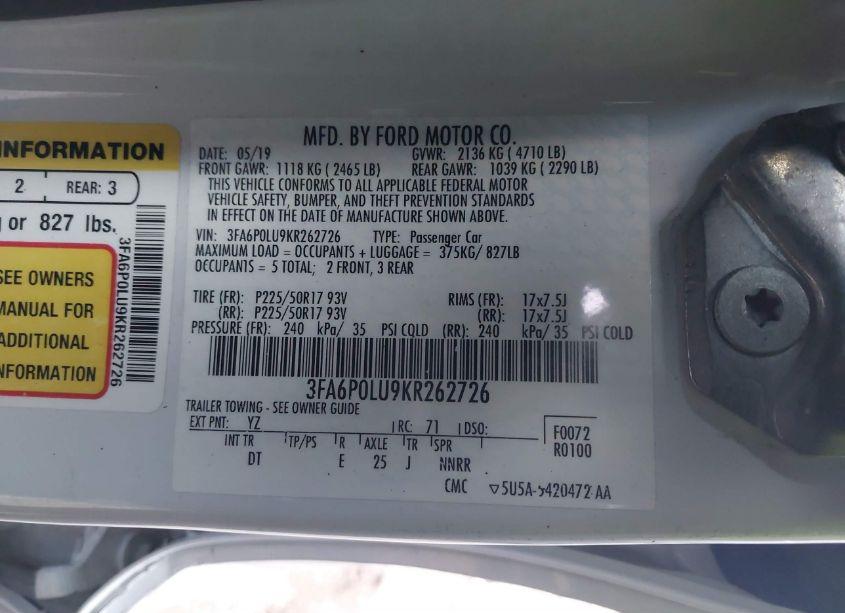 INFORMATION
2 REAR: 3
g or 827 lbs.
SEE OWNERS
MANUAL FOR
ADDITIONAL
INFORMATION
3FA6P0LU9KR262726
MFD. BY FORD MOTOR CO.
DATE: 05/19 GVWR: 2136 KG ( 4710 LB)
FRONT GAWR: 1118 KG ( 2465 LB) REAR GAWR: 1039 KG ( 2290 LB)
THIS VEHICLE CONFORMS TO ALL APPLICABLE FEDERAL MOTOR
VEHICLE SAFETY, BUMPER, AND THEFT PREVENTION STANDARDS
IN EFFECT ON THE DATE OF MANUFACTURE SHOWN ABOVE.
VIN: 3FA6P0LU9KR262726 TYPE: Passenger Car
MAXIMUM LOAD = OCCUPANTS + LUGGAGE = 375KG/ 827LB
OCCUPANTS = 5 TOTAL; 2 FRONT, 3 REAR
TIRE (FR): P225/50R17 93V RIMS (FR): 17x7.5J
(RR): P225/50R17 93V (RR): 17x7.5J
PRESSURE (FR): 240 kPa/ 35 PSI COLD (RR): 240 kPa/ 35 PSI COLD
3FA6P0LU9KR262726
TRAILER TOWING - SEE OWNER GUIDE
EXT PNT: YZ RC: 71 DSO: F0072
INT TR TP/PS R AXLE TR SPR R0100
DT E 25 J NNRR
CMC ▽5U5A-5420472 AA